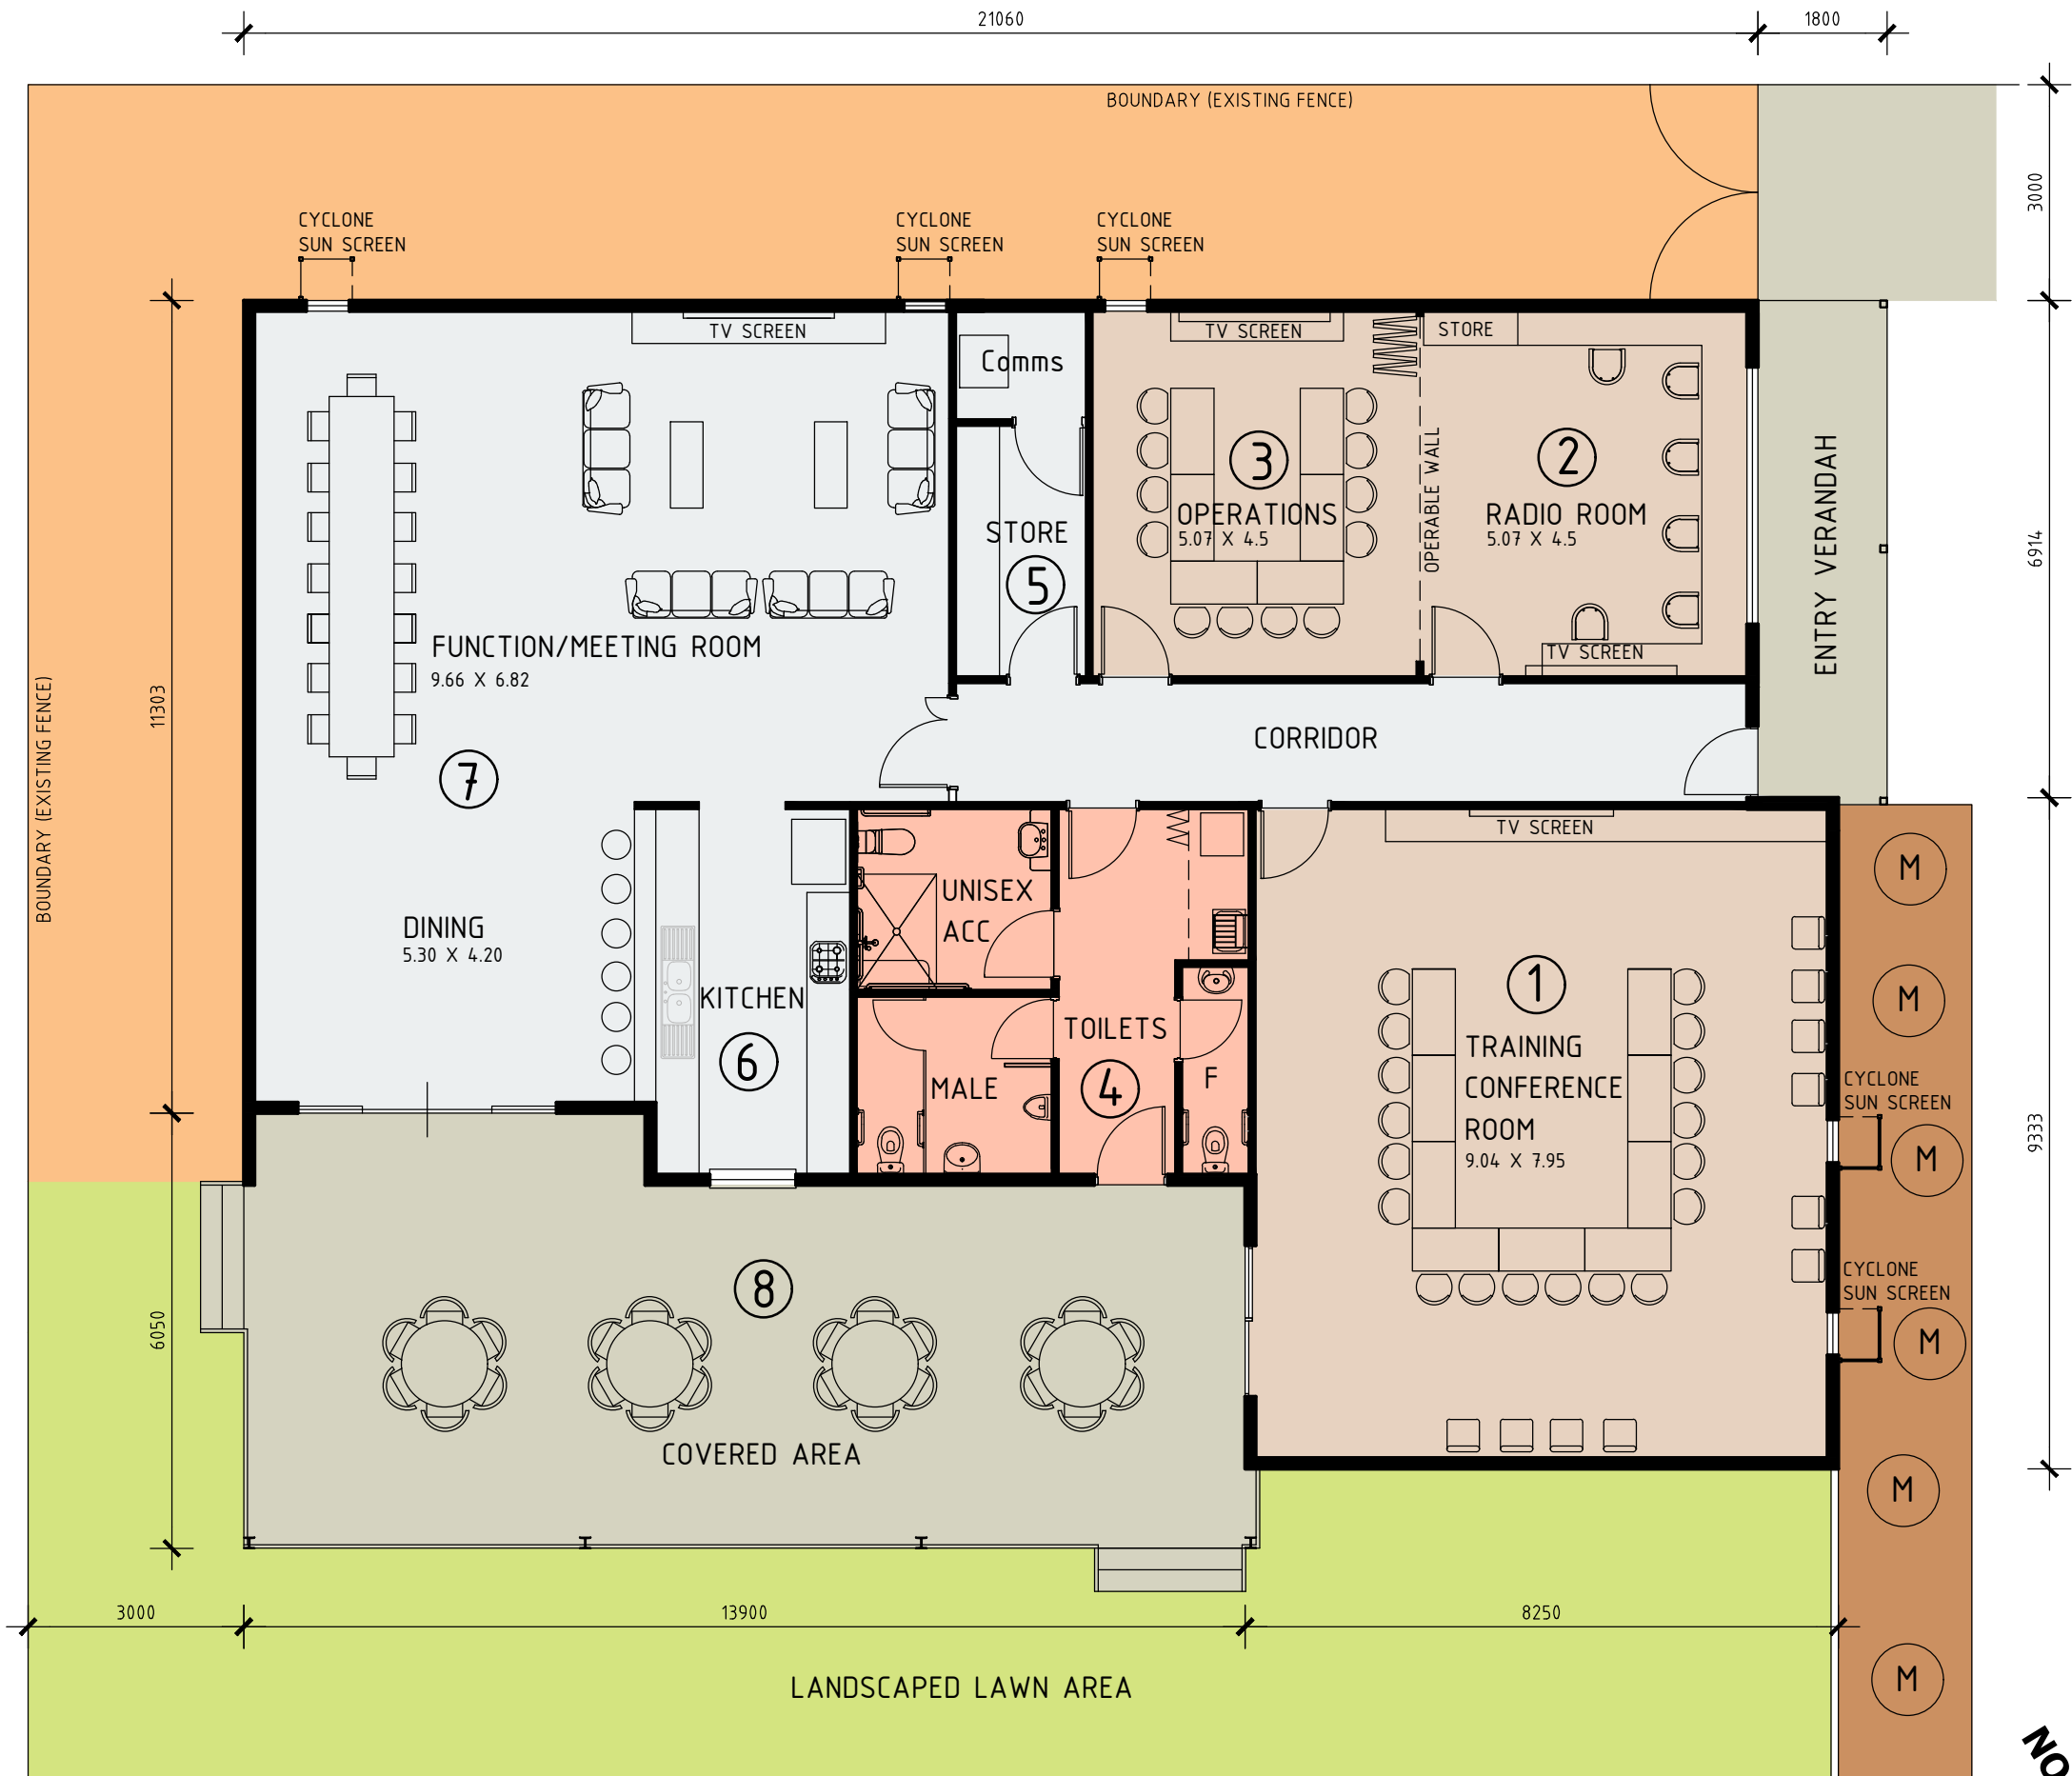 21060
1800
BOUNDARY (EXISTING FENCE)
3000
CYCLONE
SUN SCREEN
CYCLONE
SUN SCREEN
CYCLONE
SUN SCREEN
TV SCREEN
TV SCREEN
STORE
Comms
3
OPERATIONS
5.07 X 4.5
OPERABLE WALL
2
RADIO ROOM
5.07 X 4.5
ENTRY VERANDAH
6914
STORE
5
TV SCREEN
FUNCTION/MEETING ROOM
9.66 X 6.82
BOUNDARY (EXISTING FENCE)
11303
CORRIDOR
7
TV SCREEN
M
UNISEX
ACC
DINING
5.30 X 4.20
KITCHEN
6
TOILETS
4
MALE
F
1
TRAINING
CONFERENCE
ROOM
9.04 X 7.95
M
CYCLONE
SUN SCREEN
M
9333
8
CYCLONE
SUN SCREEN
M
6050
COVERED AREA
M
3000
13900
8250
LANDSCAPED LAWN AREA
M
NO